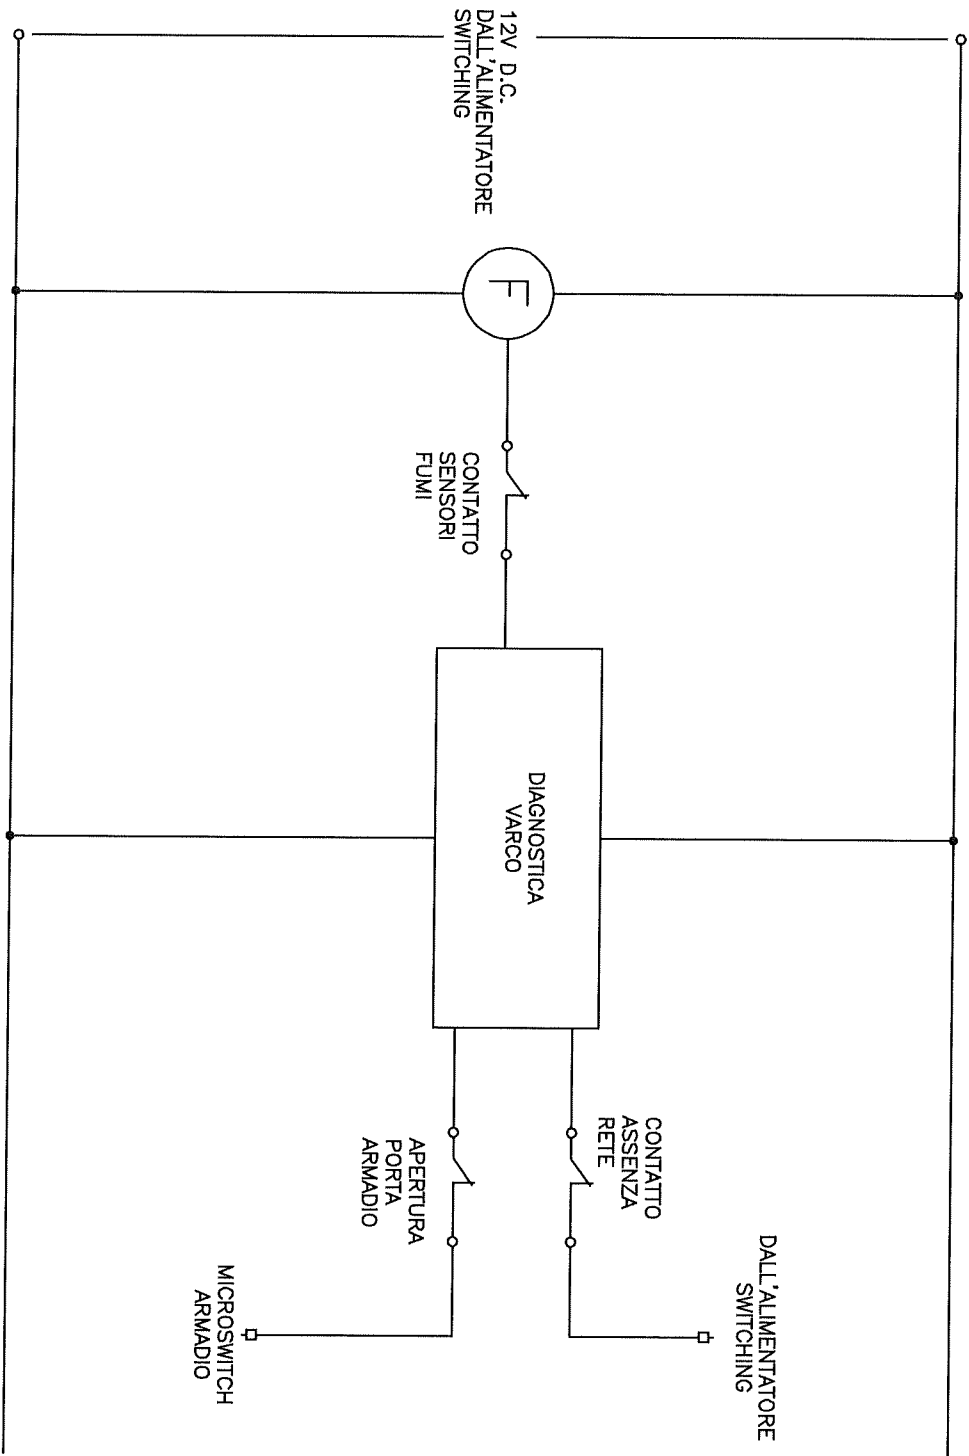 12V D.C.
DALL'ALIMENTATORE
SWITCHING
F
CONTATTO
SENSORI
FUMI
DIAGNOSTICA
VARCO
CONTATTO
ASSENZA
RETE
APERTURA
PORTA
ARMADIO
DALL'ALIMENTATORE
SWITCHING
MICROSWITCH
ARMADIO